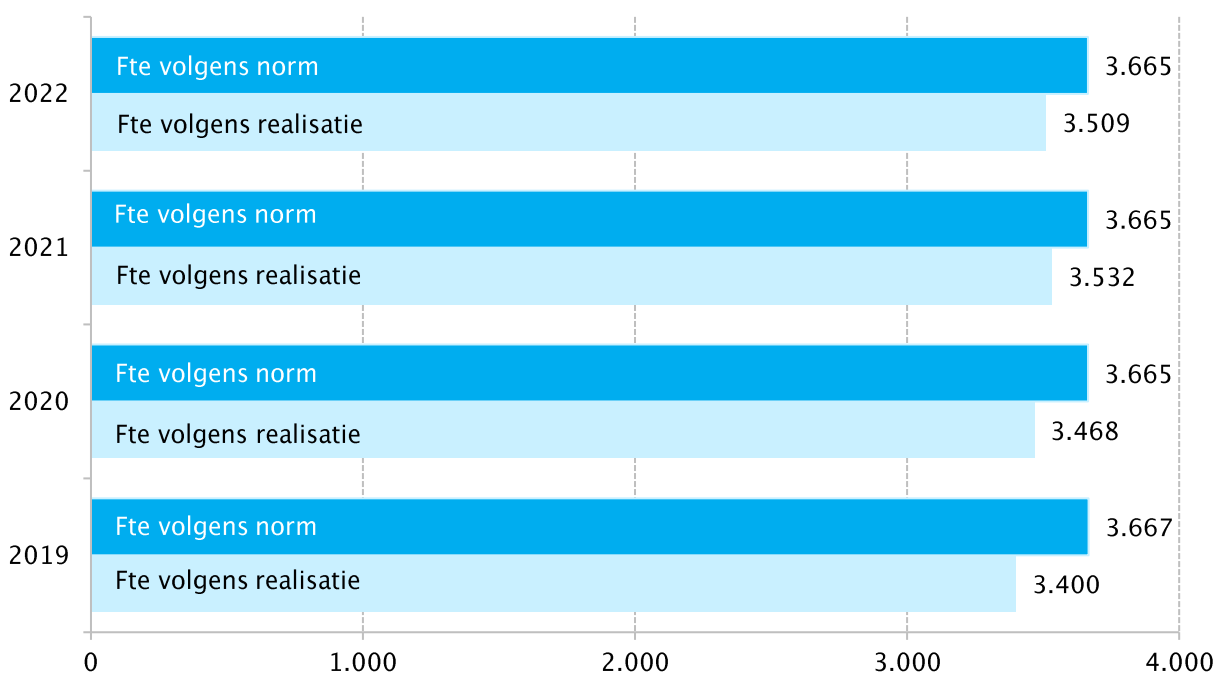 Fte volgens norm
3.665
2022
Fte volgens realisatie
3.509
Fte volgens norm
3.665
2021
Fte volgens realisatie
3.532
Fte volgens norm
3.665
2020
Fte volgens realisatie
3.468
Fte volgens norm
3.667
2019
Fte volgens realisatie
3.400
0 1.000 2.000 3.000 4.000